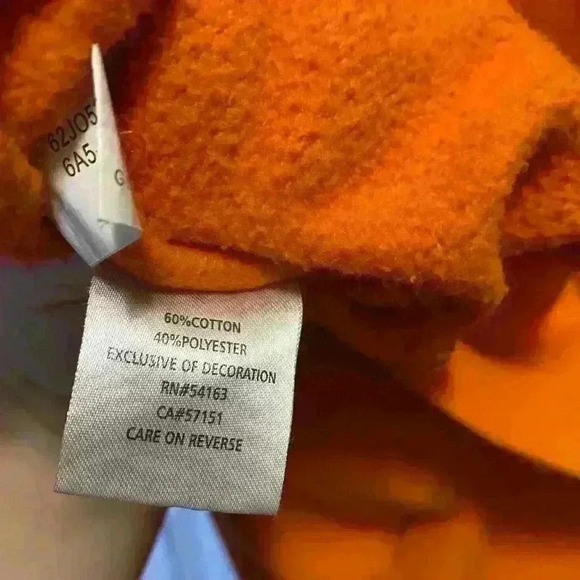 62JO5
6A5
G
60%COTTON
40%POLYESTER
EXCLUSIVE OF DECORATION
RN#54163
CA#57151
CARE ON REVERSE